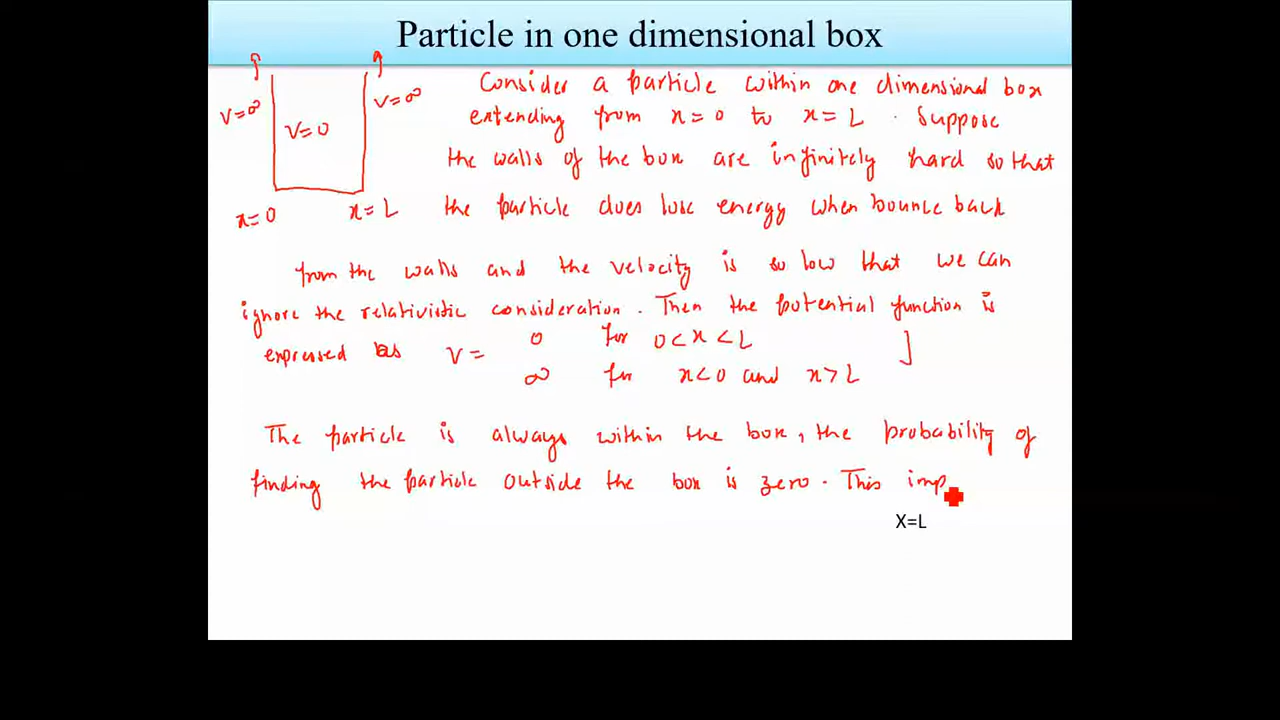 Particle in one dimensional box
V=∞
V=0
V=∞
x=0
x=L
Consider a particle within one dimensional box
extending from x=0 to x=L . Suppose
the walls of the box are infinitely hard so that
the particle does lose energy when bounce back
from the walls and the velocity is so low that we can
ignore the relativistic consideration. Then the potential function is
expressed as V= 0 for 0<x<L
∞ for x<0 and x>L
The particle is always within the box, the probability of
finding the particle outside the box is zero. This imp
X=L